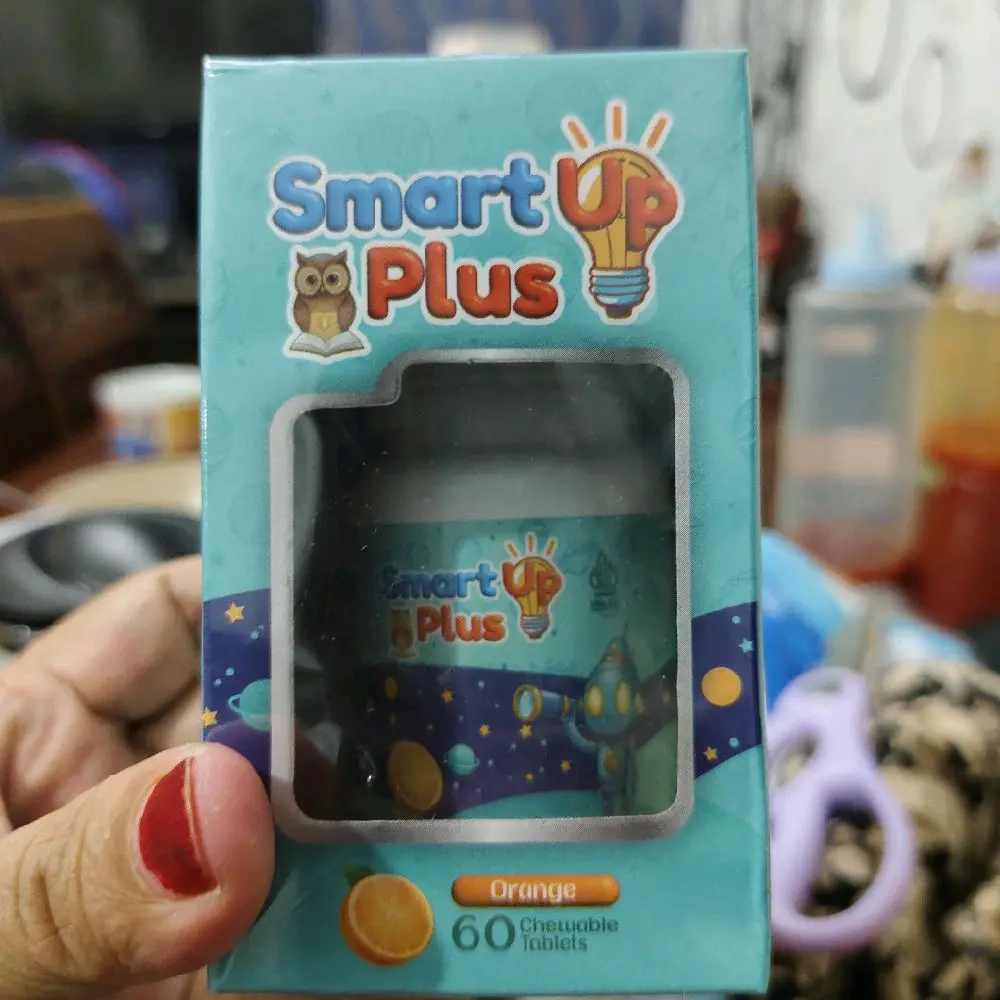 Smart Up
Plus
Smart Up
Plus
Orange
60 Chewable
Tablets